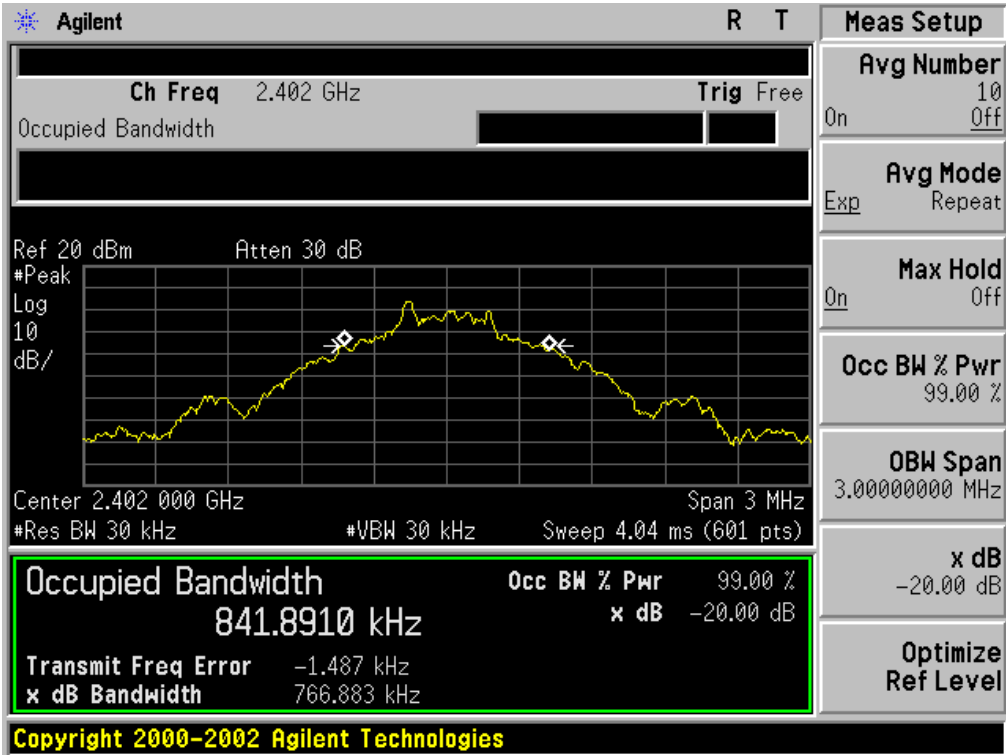 Agilent R T
Ch Freq 2.402 GHz Trig Free
Occupied Bandwidth
Ref 20 dBm Atten 30 dB
#Peak
Log
10
dB/
Center 2.402 000 GHz Span 3 MHz
#Res BW 30 kHz #VBW 30 kHz Sweep 4.04 ms (601 pts)
Occupied Bandwidth Occ BW % Pwr 99.00 %
841.8910 kHz x dB -20.00 dB
Transmit Freq Error -1.487 kHz
x dB Bandwidth 766.883 kHz
Copyright 2000-2002 Agilent Technologies
Meas Setup
Avg Number
10
On Off
Avg Mode
Exp Repeat
Max Hold
On Off
Occ BW % Pwr
99.00 %
OBW Span
3.00000000 MHz
x dB
-20.00 dB
Optimize
Ref Level